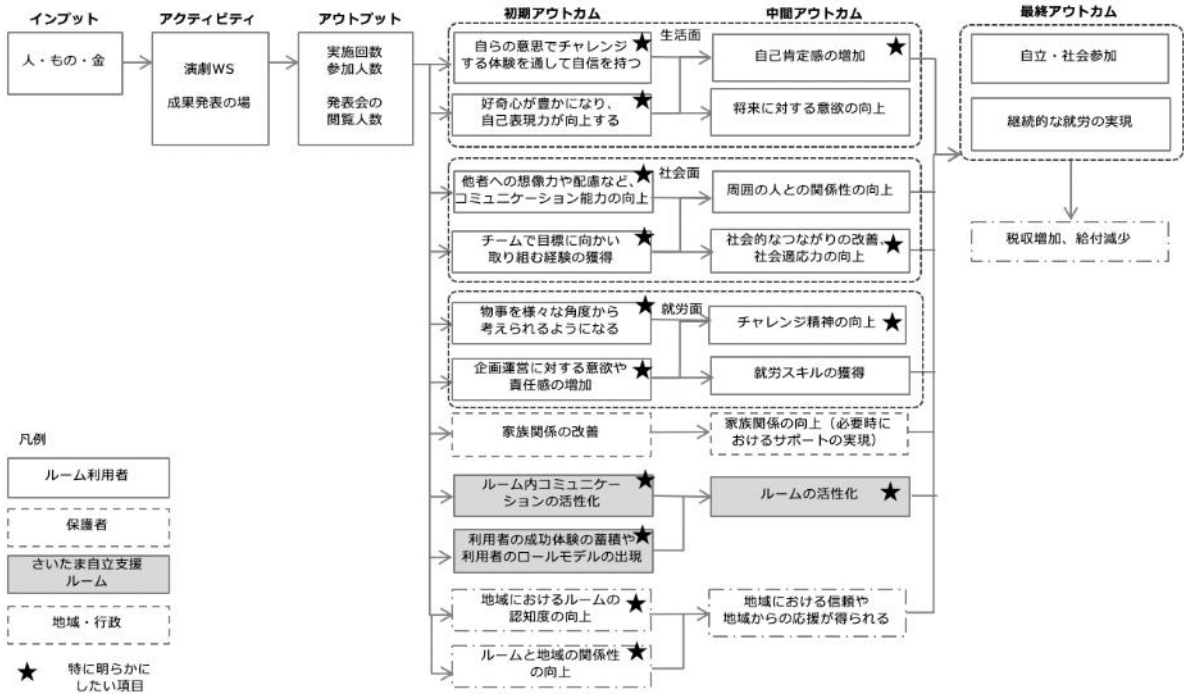 インプット
アクティビティ
アウトプット
初期アウトカム
中間アウトカム
最終アウトカム
人・もの・金
演劇WS
成果発表の場
実施回数
参加人数
発表会の
閲覧人数
生活面
自らの意思でチャレンジ
する体験を通して自信を持つ
自己肯定感の増加
好奇心が豊かになり、
自己表現力が向上する
将来に対する意欲の向上
自立・社会参加
継続的な就労の実現
税収増加、給付減少
社会面
他者への想像力や配慮など、
コミュニケーション能力の向上
周囲の人との関係性の向上
チームで目標に向かい
取り組む経験の獲得
社会的なつながりの改善、
社会適応力の向上
就労面
物事を様々な角度から
考えられるようになる
チャレンジ精神の向上
企画運営に対する意欲や
責任感の増加
就労スキルの獲得
家族関係の改善
家族関係の向上（必要時に
おけるサポートの実現）
ルーム内コミュニケー
ションの活性化
ルームの活性化
利用者の成功体験の蓄積や
利用者のロールモデルの出現
地域におけるルームの
認知度の向上
地域における信頼や
地域からの応援が得られる
ルームと地域の関係性
の向上
凡例
ルーム利用者
保護者
さいたま自立支援
ルーム
地域・行政
特に明らかに
したい項目